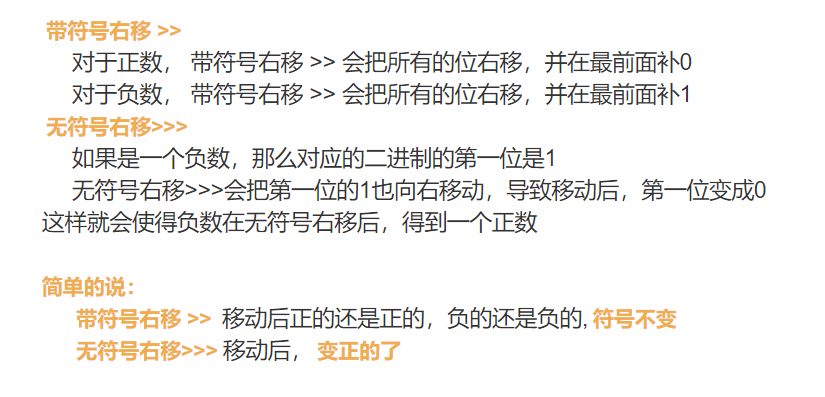 带符号右移 >>
对于正数， 带符号右移 >> 会把所有的位右移，并在最前面补0
对于负数， 带符号右移 >> 会把所有的位右移，并在最前面补1
无符号右移>>>
如果是一个负数，那么对应的二进制的第一位是1
无符号右移>>>会把第一位的1也向右移动，导致移动后，第一位变成0
这样就会使得负数在无符号右移后，得到一个正数
简单的说：
带符号右移 >> 移动后正的还是正的，负的还是负的, 符号不变
无符号右移>>> 移动后， 变正的了